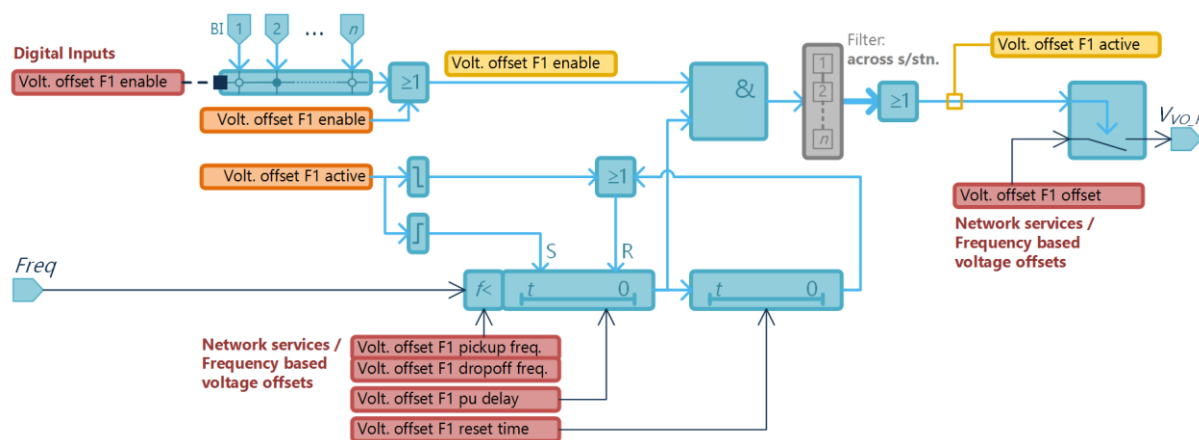 BI 1 2 ... n
Digital Inputs
Volt. offset F1 enable
≥1
Volt. offset F1 enable
Volt. offset F1 enable
&
Filter:
across s/stn.
1
2
n
≥1
Volt. offset F1 active
Volt. offset F1 active
≥1
S
R
Volt. offset F1 offset
Network services /
Frequency based
voltage offsets
Freq
f<
t 0
t 0
Network services /
Frequency based
voltage offsets
Volt. offset F1 pickup freq.
Volt. offset F1 dropoff freq.
Volt. offset F1 pu delay
Volt. offset F1 reset time